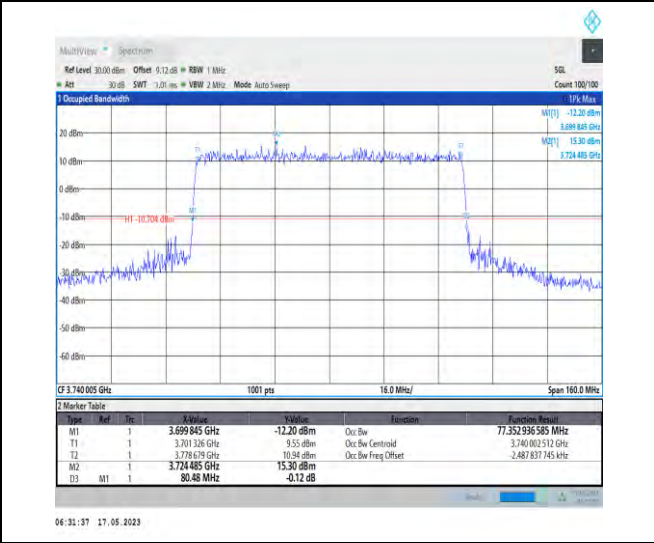 MultiView Spectrum
Ref Level 30.00 dBm Offset 9.12 dB RBW 1 MHz SGL
Att 30 dB SWT 1.01 ms VBW 2 MHz Mode Auto Sweep Count 100/100
1 Occupied Bandwidth 1Pk Max
M1[1] -12.20 dBm
3.699 845 GHz
M2[1] 15.30 dBm
3.724 485 GHz
20 dBm
M2
T1
10 dBm
0 dBm
M1
-10 dBm
H1 -10.704 dBm
D3
-20 dBm
-30 dBm
-40 dBm
-50 dBm
-60 dBm
CF 3.740 005 GHz 1001 pts 16.0 MHz/ Span 160.0 MHz
2 Marker Table
Type Ref Trc X-Value Y-Value Function Function Result
M1 1 3.699 845 GHz -12.20 dBm Occ Bw 77.352 936 585 MHz
T1 1 3.701 326 GHz 9.55 dBm Occ Bw Centroid 3.740 002 512 GHz
T2 1 3.778 679 GHz 10.94 dBm Occ Bw Freq Offset -2.487 837 745 kHz
M2 1 3.724 485 GHz 15.30 dBm
D3 M1 1 80.48 MHz -0.12 dB
06:31:37 17.05.2023